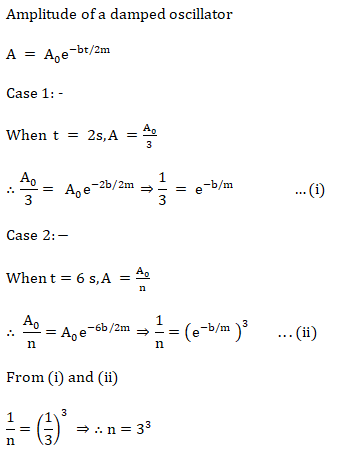 Amplitude of a damped oscillator
A = A₀e^(-bt/2m)
Case 1: -
When t = 2s, A = A₀/3
∴ A₀/3 = A₀e^(-2b/2m) ⇒ 1/3 = e^(-b/m) ...(i)
Case 2: —
When t = 6 s, A = A₀/n
∴ A₀/n = A₀e^(-6b/2m) ⇒ 1/n = (e^(-b/m))³ ...(ii)
From (i) and (ii)
1/n = (1/3)³ ⇒ ∴ n = 3³